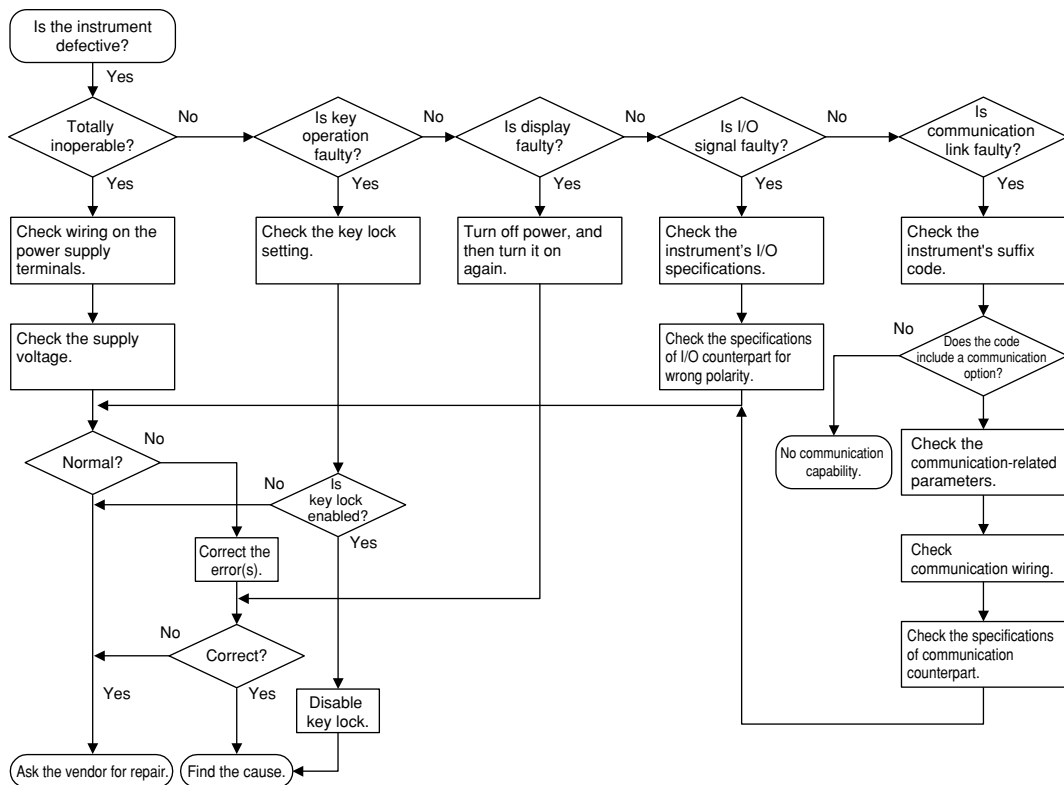 Is the instrument
defective?
Yes
Totally
inoperable?
No
Is key
operation
faulty?
No
Is display
faulty?
No
Is I/O
signal faulty?
No
Is
communication
link faulty?
Yes
Yes
Yes
Yes
Check wiring on the
power supply
terminals.
Check the key lock
setting.
Turn off power, and
then turn it on
again.
Check the
instrument's I/O
specifications.
Check the
instrument's suffix
code.
Check the supply
voltage.
Check the specifications
of I/O counterpart for
wrong polarity.
No
Does the code
include a communication
option?
No communication
capability.
Check the
communication-related
parameters.
Normal?
No
No
Is
key lock
enabled?
Yes
Correct the
error(s).
Check
communication wiring.
No
Correct?
Check the specifications
of communication
counterpart.
Yes
Yes
Disable
key lock.
Ask the vendor for repair.
Find the cause.